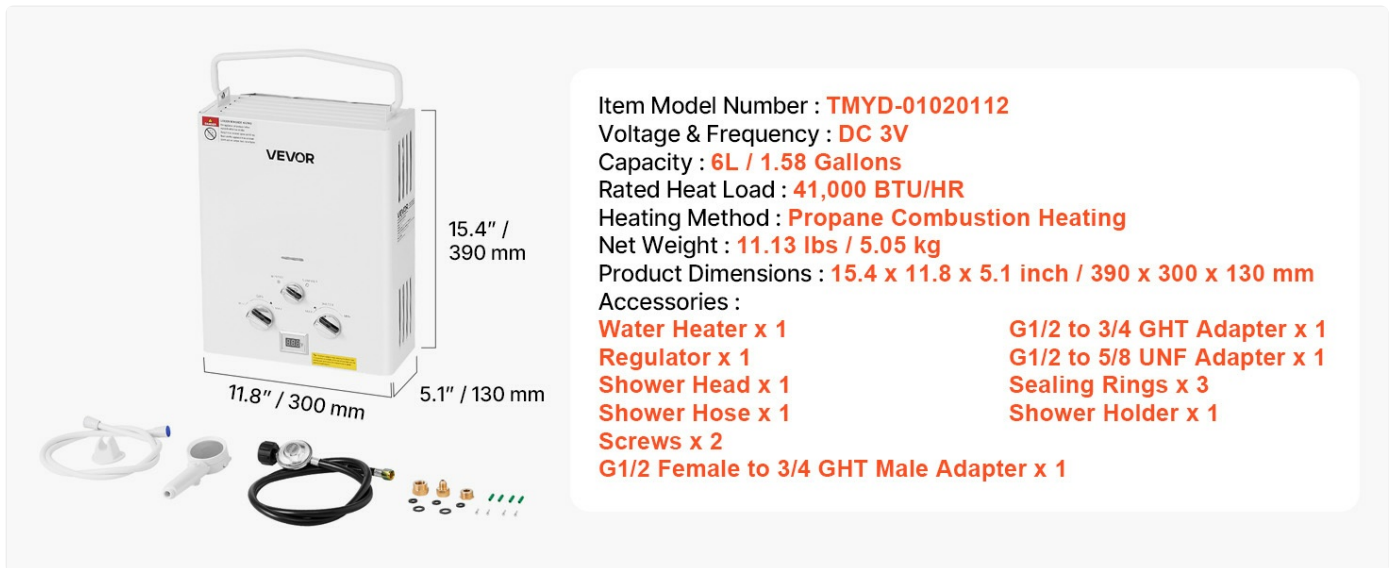 VEVOR
15.4" /
390 mm
11.8" / 300 mm
5.1" / 130 mm
Item Model Number : TMYD-01020112
Voltage & Frequency : DC 3V
Capacity : 6L / 1.58 Gallons
Rated Heat Load : 41,000 BTU/HR
Heating Method : Propane Combustion Heating
Net Weight : 11.13 lbs / 5.05 kg
Product Dimensions : 15.4 x 11.8 x 5.1 inch / 390 x 300 x 130 mm
Accessories :
Water Heater x 1
Regulator x 1
Shower Head x 1
Shower Hose x 1
Screws x 2
G1/2 Female to 3/4 GHT Male Adapter x 1
G1/2 to 3/4 GHT Adapter x 1
G1/2 to 5/8 UNF Adapter x 1
Sealing Rings x 3
Shower Holder x 1